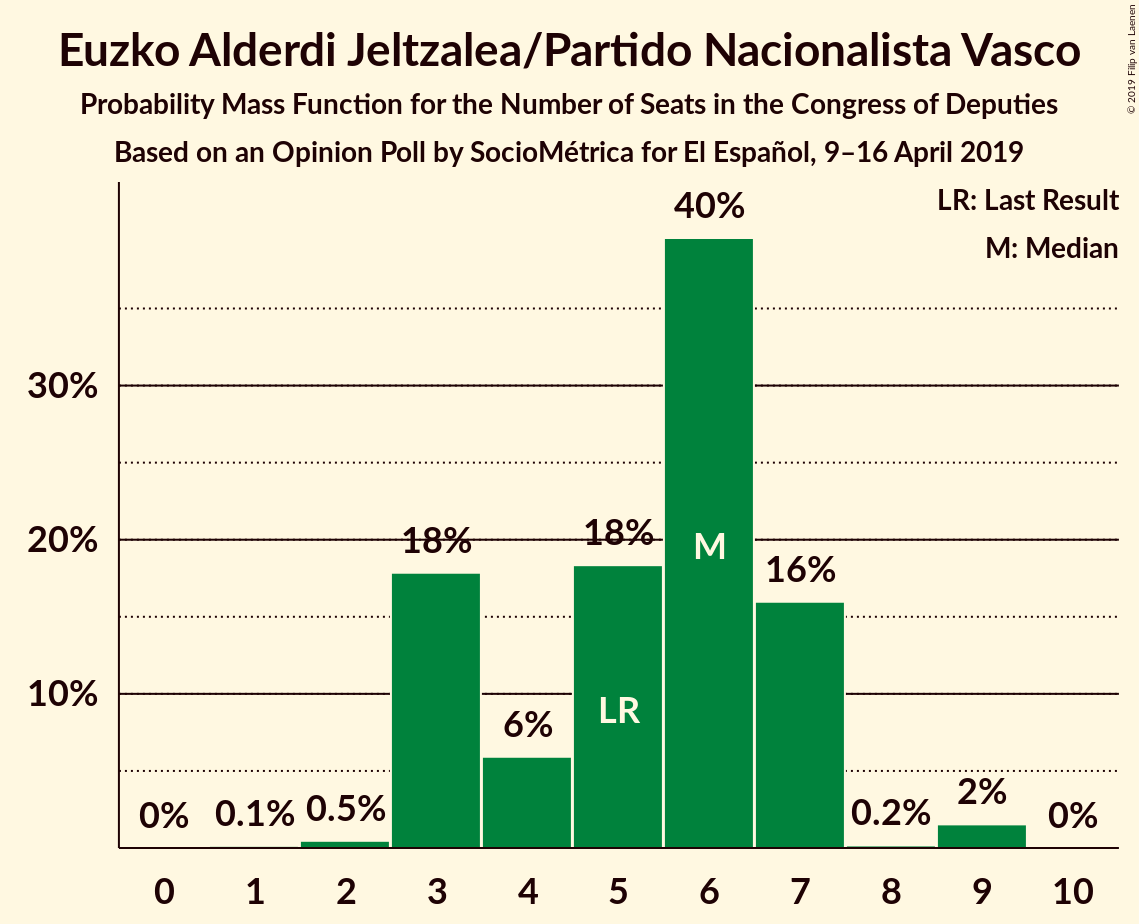 Euzko Alderdi Jeltzalea/Partido Nacionalista Vasco
Probability Mass Function for the Number of Seats in the Congress of Deputies
Based on an Opinion Poll by SocioMétrica for El Español, 9–16 April 2019
© 2019 Filip van Laenen
LR: Last Result
M: Median
30%
20%
10%
0%
0.1%
0.5%
18%
6%
18%
40%
16%
0.2%
2%
0%
LR
M
0 1 2 3 4 5 6 7 8 9 10